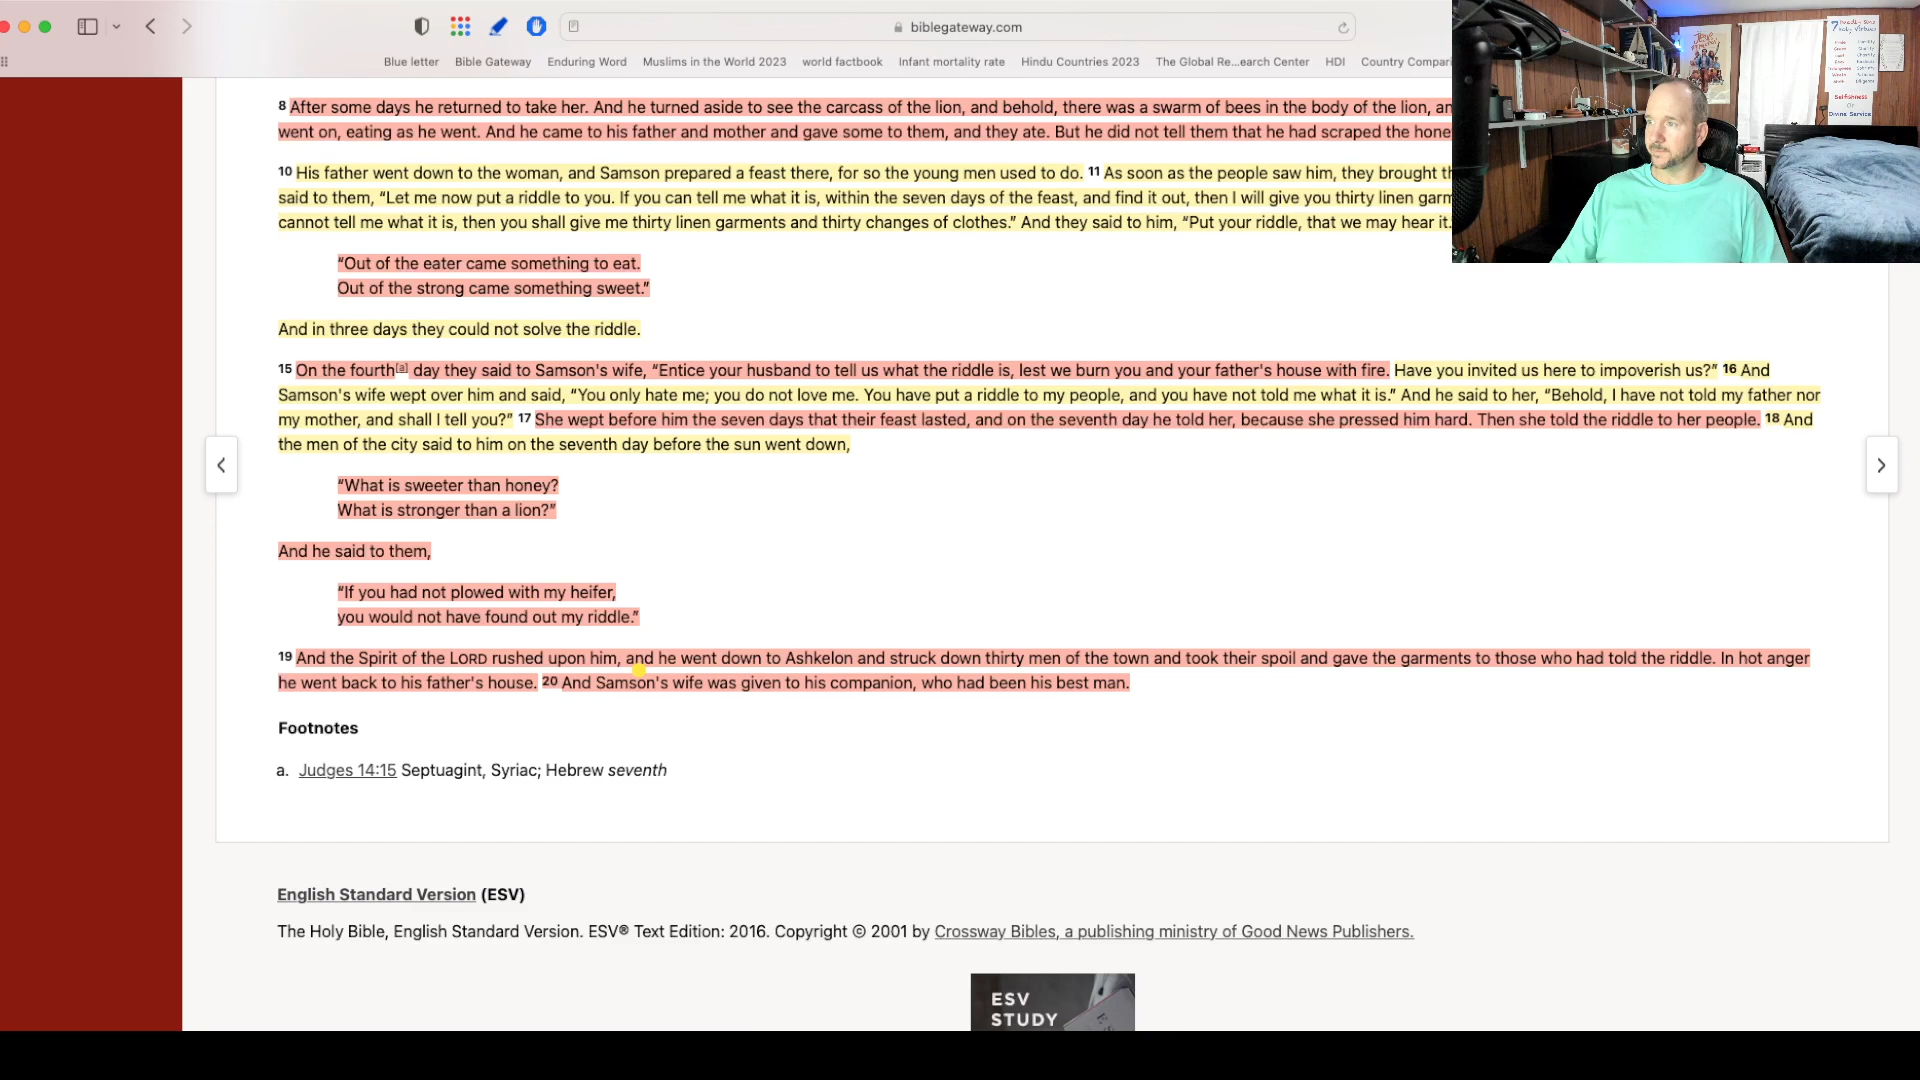 biblegateway.com
Blue letter Bible Gateway Enduring Word Muslims in the World 2023 world factbook Infant mortality rate Hindu Countries 2023 The Global Re...earch Center HDI Country Compari
8 After some days he returned to take her. And he turned aside to see the carcass of the lion, and behold, there was a swarm of bees in the body of the lion, an
went on, eating as he went. And he came to his father and mother and gave some to them, and they ate. But he did not tell them that he had scraped the hone
10 His father went down to the woman, and Samson prepared a feast there, for so the young men used to do. 11 As soon as the people saw him, they brought th
said to them, “Let me now put a riddle to you. If you can tell me what it is, within the seven days of the feast, and find it out, then I will give you thirty linen garm
cannot tell me what it is, then you shall give me thirty linen garments and thirty changes of clothes.” And they said to him, “Put your riddle, that we may hear it.
“Out of the eater came something to eat.
Out of the strong came something sweet.”
And in three days they could not solve the riddle.
15 On the fourth[a] day they said to Samson's wife, “Entice your husband to tell us what the riddle is, lest we burn you and your father's house with fire. Have you invited us here to impoverish us?” 16 And
Samson's wife wept over him and said, “You only hate me; you do not love me. You have put a riddle to my people, and you have not told me what it is.” And he said to her, “Behold, I have not told my father nor
my mother, and shall I tell you?” 17 She wept before him the seven days that their feast lasted, and on the seventh day he told her, because she pressed him hard. Then she told the riddle to her people. 18 And
the men of the city said to him on the seventh day before the sun went down,
“What is sweeter than honey?
What is stronger than a lion?”
And he said to them,
“If you had not plowed with my heifer,
you would not have found out my riddle.”
19 And the Spirit of the LORD rushed upon him, and he went down to Ashkelon and struck down thirty men of the town and took their spoil and gave the garments to those who had told the riddle. In hot anger
he went back to his father's house. 20 And Samson's wife was given to his companion, who had been his best man.
Footnotes
a. Judges 14:15 Septuagint, Syriac; Hebrew seventh
English Standard Version (ESV)
The Holy Bible, English Standard Version. ESV® Text Edition: 2016. Copyright © 2001 by Crossway Bibles, a publishing ministry of Good News Publishers.
ESV
STUDY